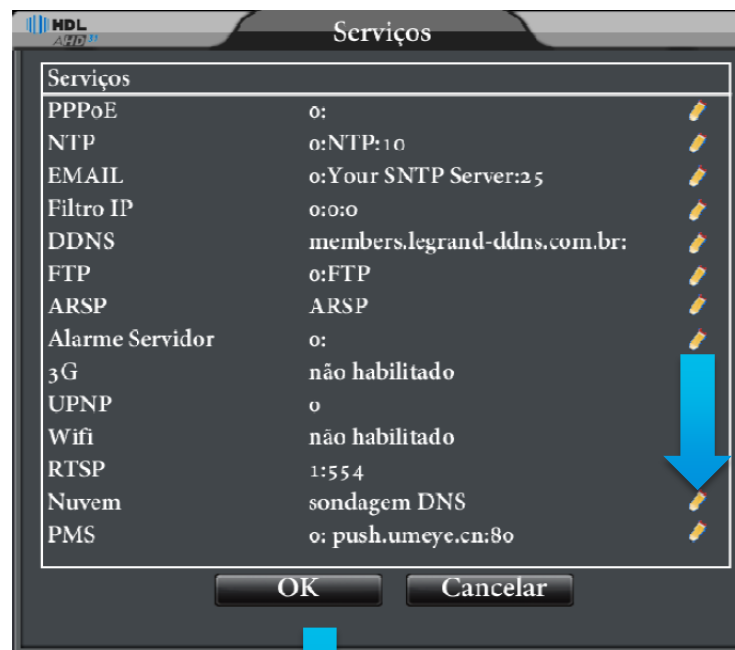 HDL
AHD
Serviços
Serviços
PPPoE 0:
NTP 0:NTP:10
EMAIL 0:Your SNTP Server:25
Filtro IP 0:0:0
DDNS members.legrand-ddns.com.br:
FTP 0:FTP
ARSP ARSP
Alarme Servidor 0:
3G não habilitado
UPNP 0
Wifi não habilitado
RTSP 1:554
Nuvem sondagem DNS
PMS 0: push.umeye.cn:80
OK Cancelar